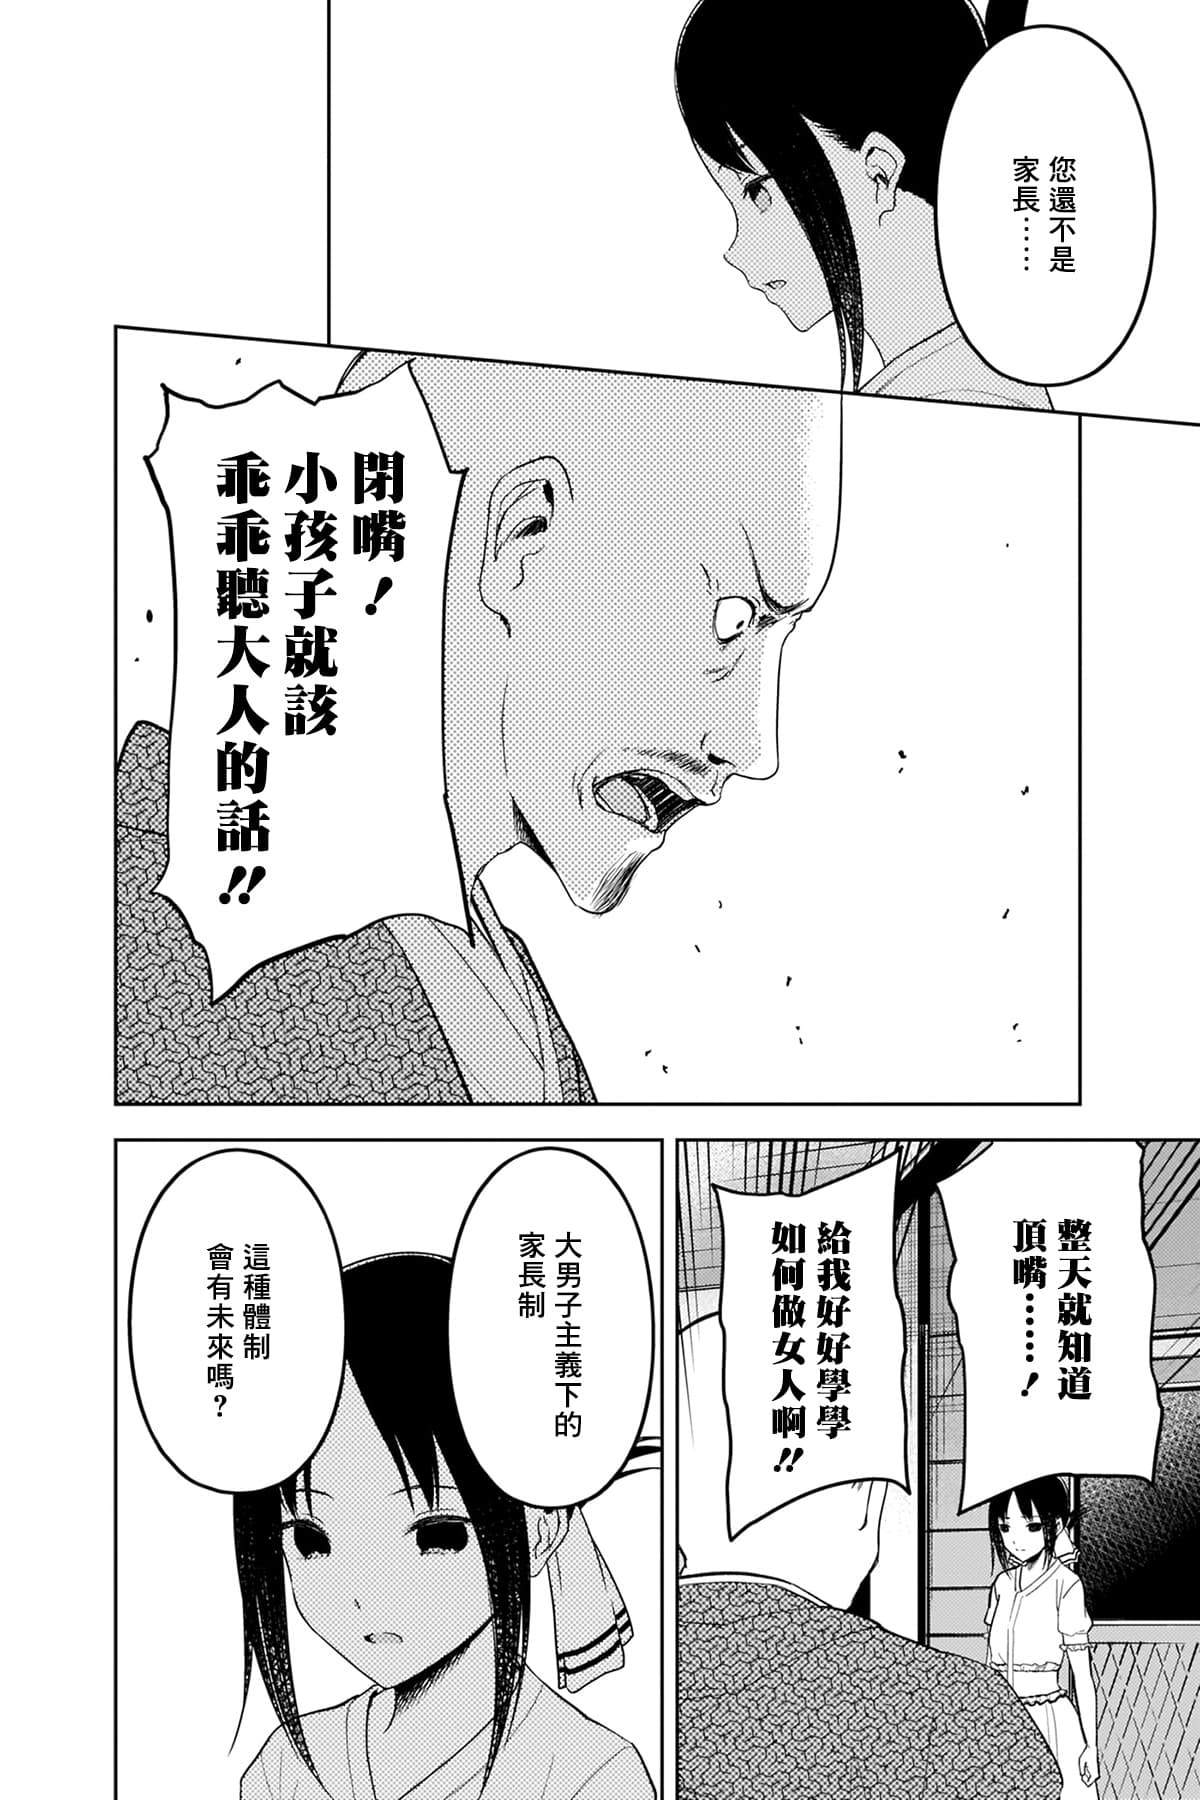 您還不是
家長……
閉嘴！
小孩子就該
乖乖聽大人的話！！
整天就知道
頂嘴……！
給我好好學學
如何做女人啊！！
大男子主義下的
家長制
這種體制
會有未來嗎？